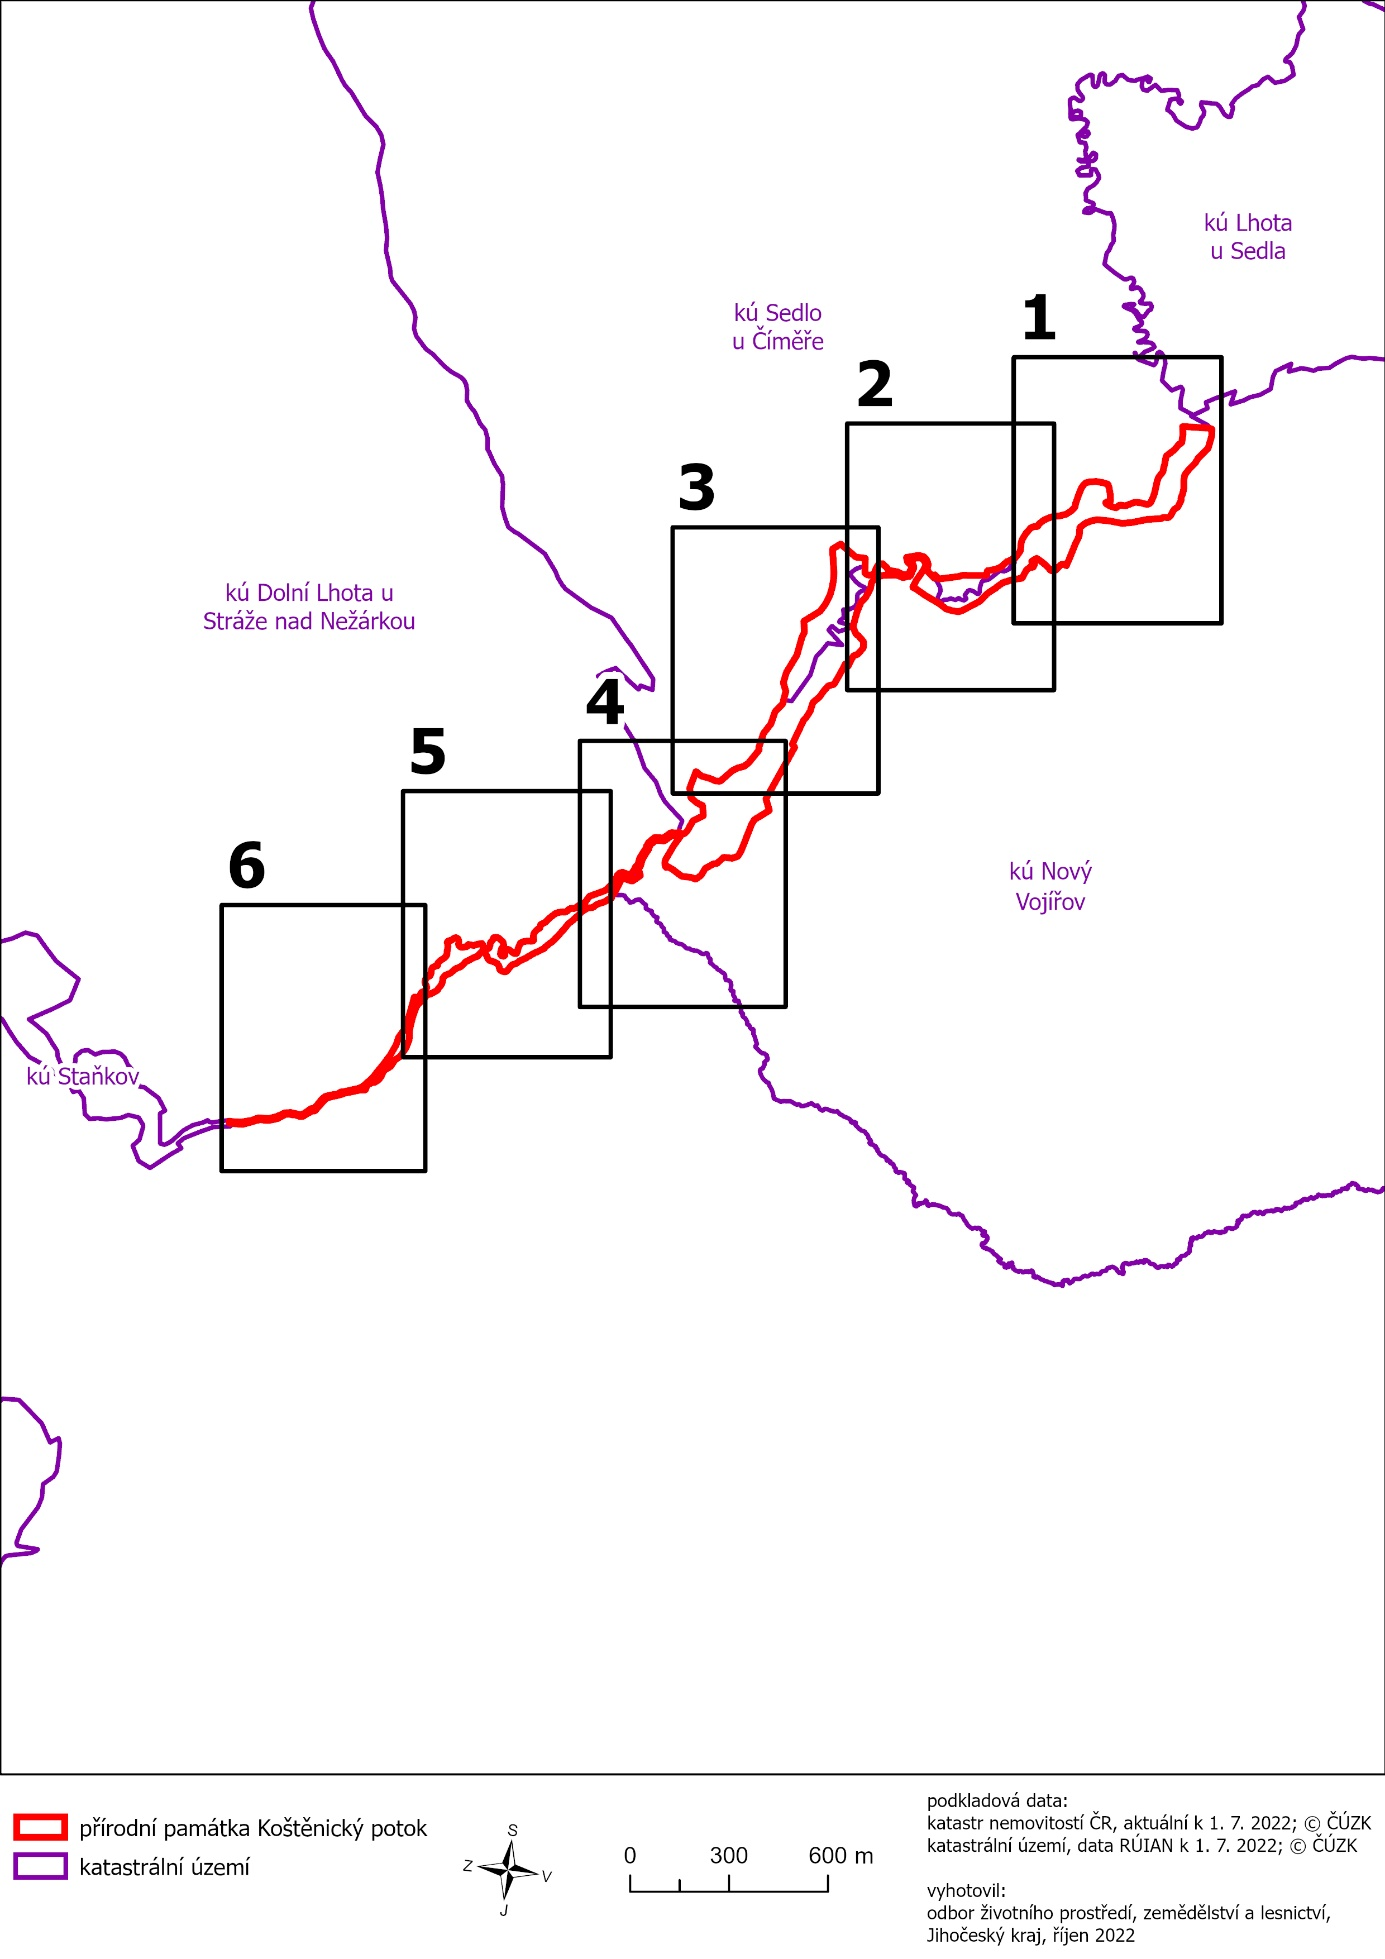 kú Lhota
u Sedla
1
kú Sedlo
u Číměře
2
3
kú Dolní Lhota u
Stráže nad Nežárkou
4
5
6
kú Nový
Vojířov
kú Staňkov
přírodní památka Koštěnický potok
katastrální území
S
Z
V
J
0 300 600 m
podkladová data:
katastr nemovitostí ČR, aktuální k 1. 7. 2022; © ČÚZK
katastrální území, data RÚIAN k 1. 7. 2022; © ČÚZK
vyhotovil:
odbor životního prostředí, zemědělství a lesnictví,
Jihočeský kraj, říjen 2022